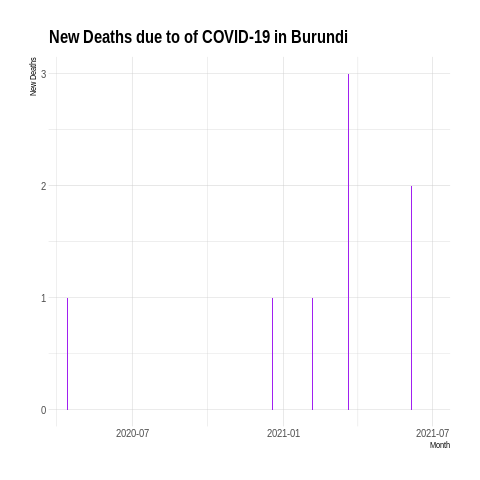 New Deaths due to of COVID-19 in Burundi
New Deaths
3
2
1
0
2020-07
2021-01
2021-07
Month